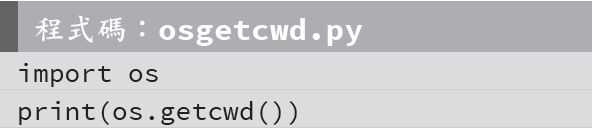 程式碼：osgetcwd.py
import os
print(os.getcwd())